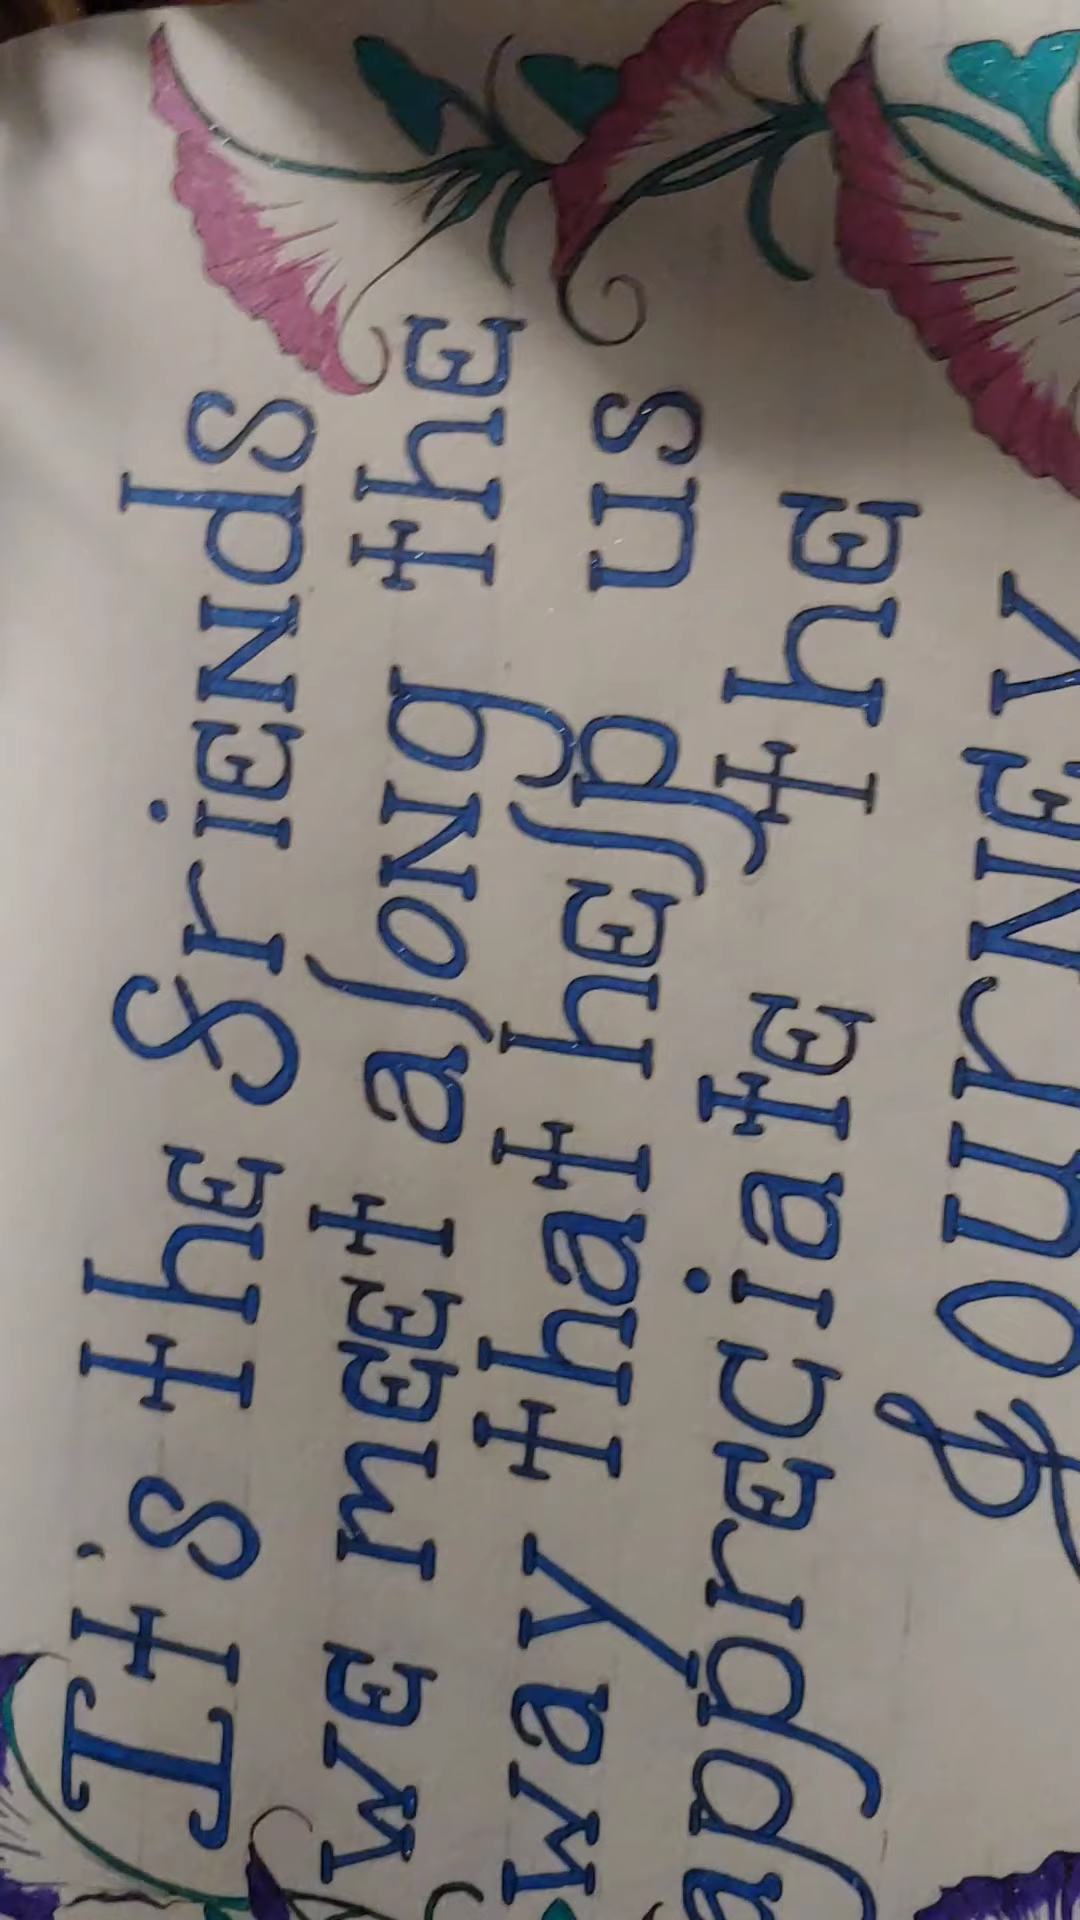 It's the friends
we meet along the
way that help us
appreciate the
journey